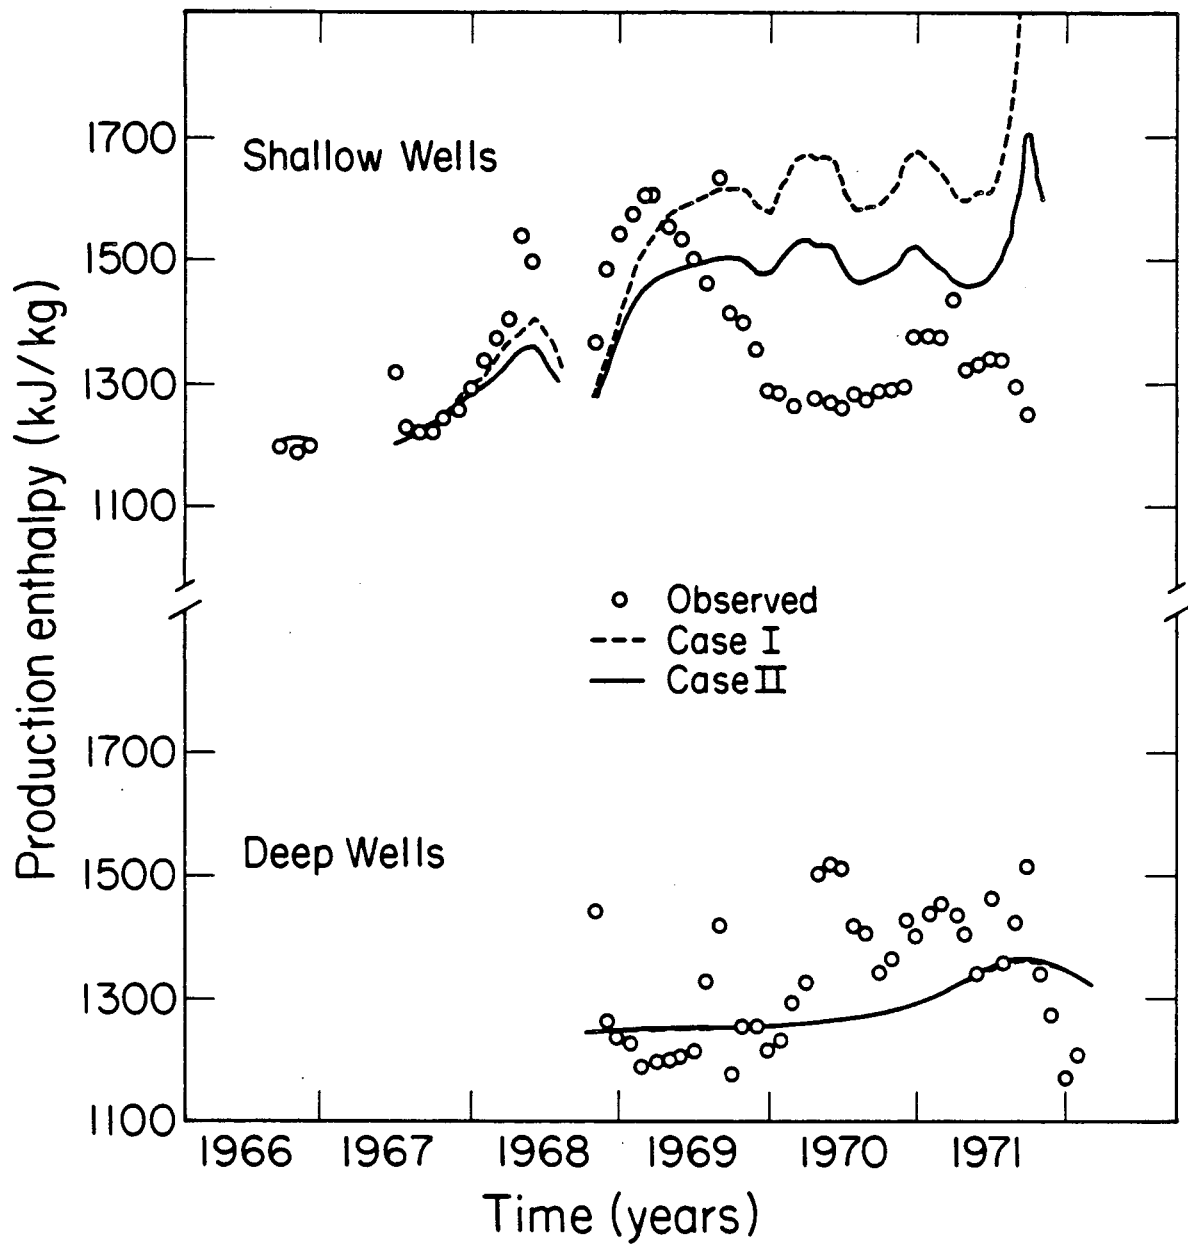 1700
Shallow Wells
1500
1300
1100
Production enthalpy (kJ/kg)
Observed
Case I
Case II
1700
Deep Wells
1500
1300
1100
1966 1967 1968 1969 1970 1971
Time (years)